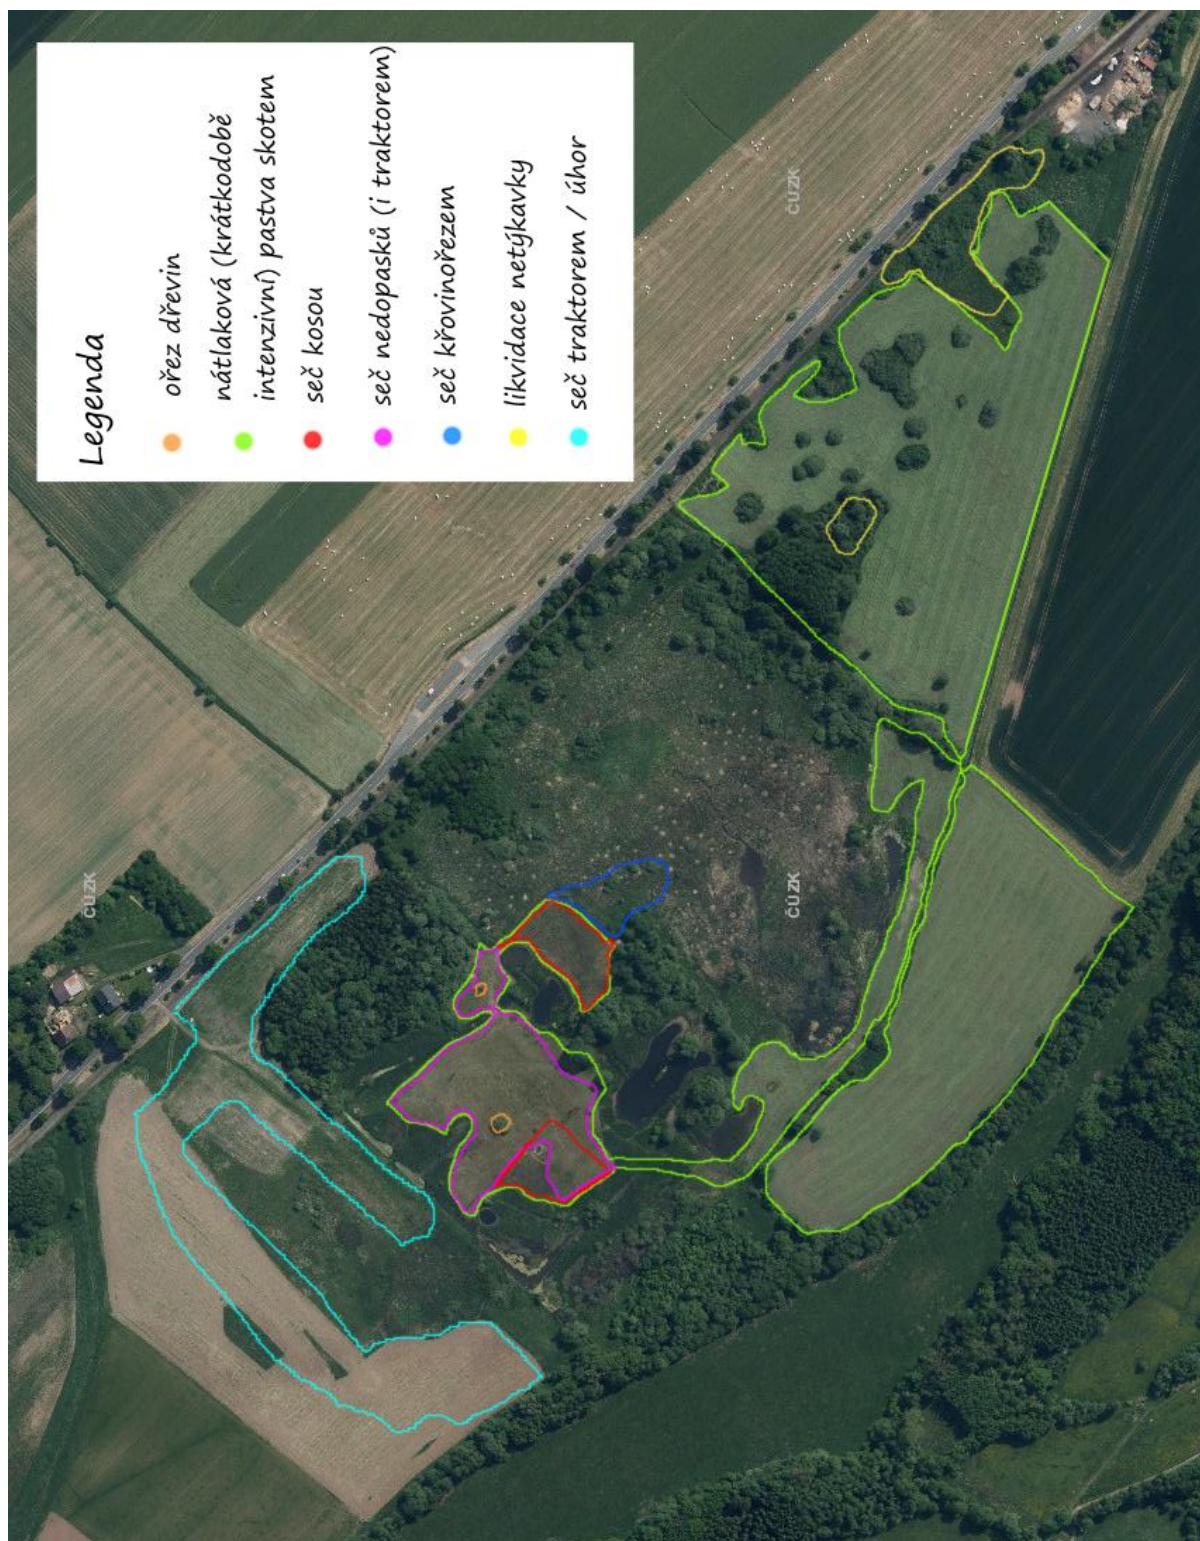 Legenda
ořez dřevin
nátlaková (krátkodobě
intenzivní) pastva skotem
seč kosou
seč nedopasků (i traktorem)
seč křovinořezem
likvidace netýkavky
seč traktorem / úhor
ČÚZK
ČÚZK
ČÚZK